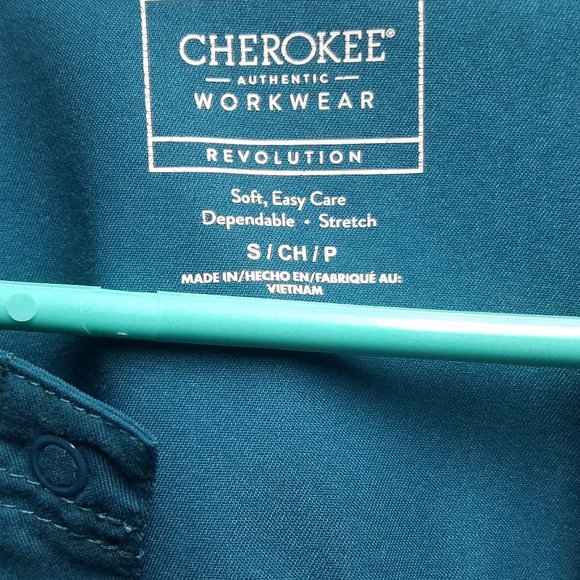 CHEROKEE®
— AUTHENTIC —
WORKWEAR
REVOLUTION
Soft, Easy Care
Dependable • Stretch
S / CH / P
MADE IN/HECHO EN/FABRIQUÉ AU:
VIETNAM